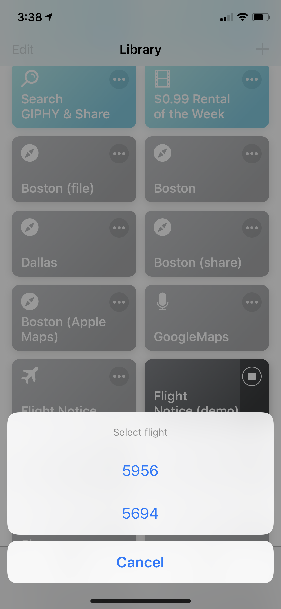 3:38
Edit
Library
Search
GIPHY & Share
$0.99 Rental
of the Week
Boston (file)
Boston
Dallas
Boston (share)
Boston (Apple
Maps)
GoogleMaps
Flight Notice
Flight
Notice (demo)
Select flight
5956
5694
Cancel